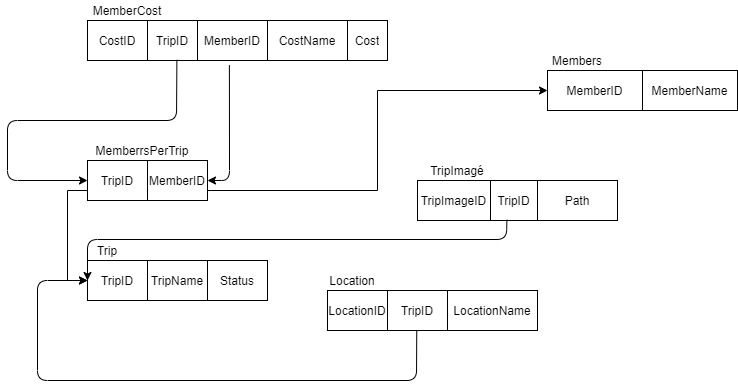 MemberCost
CostID TripID MemberID CostName Cost
Members
MemberID MemberName
MemberrsPerTrip
TripID MemberID
TripImagé
TripImageID TripID Path
Trip
TripID TripName Status
Location
LocationID TripID LocationName